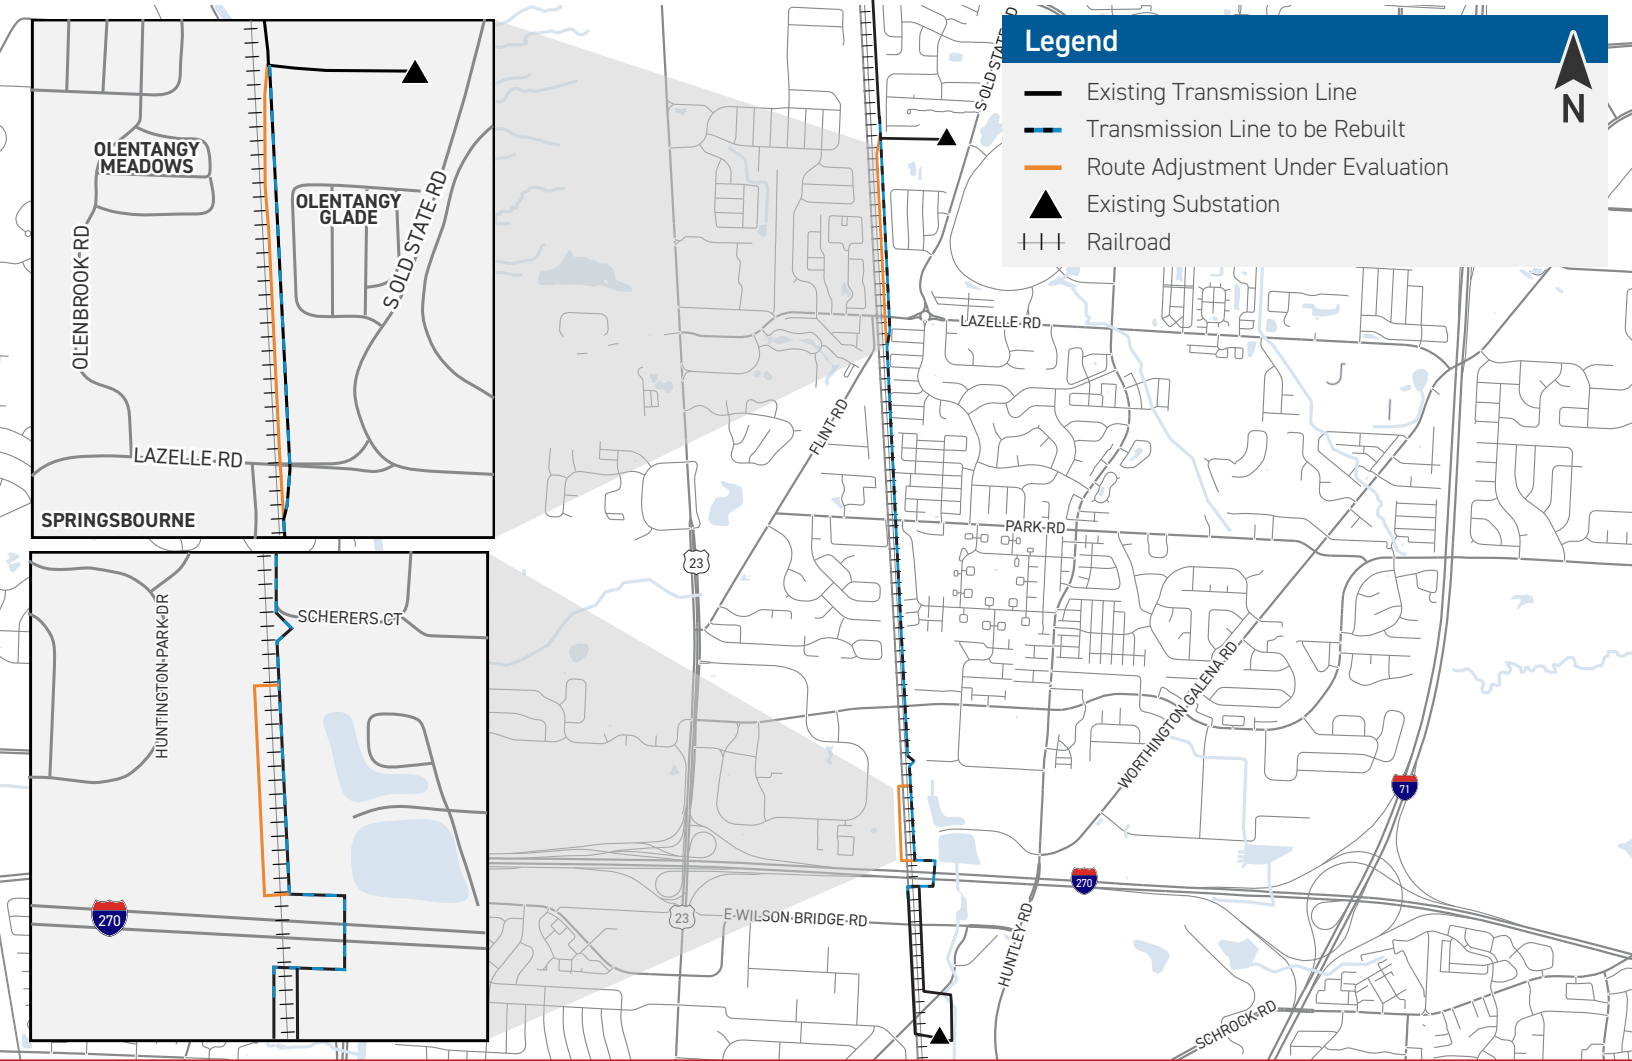 Legend
Existing Transmission Line
Transmission Line to be Rebuilt
Route Adjustment Under Evaluation
Existing Substation
Railroad
N
OLENTANGY
MEADOWS
OLENTANGY
GLADE
S OLD STATE RD
OLENBROOK RD
LAZELLE RD
SPRINGSBOURNE
HUNTINGTON PARK DR
SCHERERS CT
270
S OLD STATE RD
LAZELLE RD
FLINT RD
PARK RD
23
WORTHINGTON GALENA RD
71
270
23
E WILSON BRIDGE RD
HUNTLEY RD
SCHROCK RD